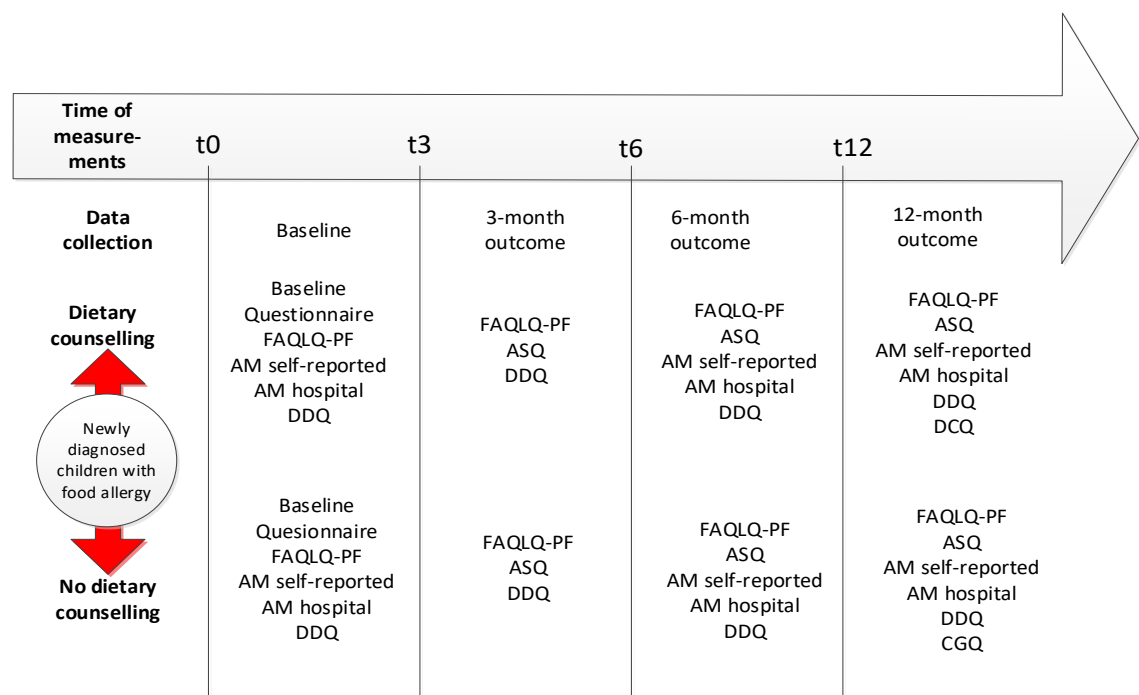 Time of
measure-
ments
t0
t3
t6
t12
Data
collection
Baseline
3-month
outcome
6-month
outcome
12-month
outcome
Dietary
counselling
Baseline
Questionnaire
FAQLQ-PF
AM self-reported
AM hospital
DDQ
FAQLQ-PF
ASQ
DDQ
FAQLQ-PF
ASQ
AM self-reported
AM hospital
DDQ
FAQLQ-PF
ASQ
AM self-reported
AM hospital
DDQ
DCQ
Newly
diagnosed
children with
food allergy
No dietary
counselling
Baseline
Quesionnaire
FAQLQ-PF
AM self-reported
AM hospital
DDQ
FAQLQ-PF
ASQ
DDQ
FAQLQ-PF
ASQ
AM self-reported
AM hospital
DDQ
FAQLQ-PF
ASQ
AM self-reported
AM hospital
DDQ
CGQ